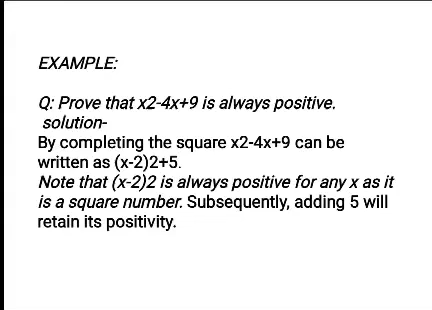 EXAMPLE:
Q: Prove that x2-4x+9 is always positive.
solution-
By completing the square x2-4x+9 can be
written as (x-2)2+5.
Note that (x-2)2 is always positive for any x as it
is a square number. Subsequently, adding 5 will
retain its positivity.